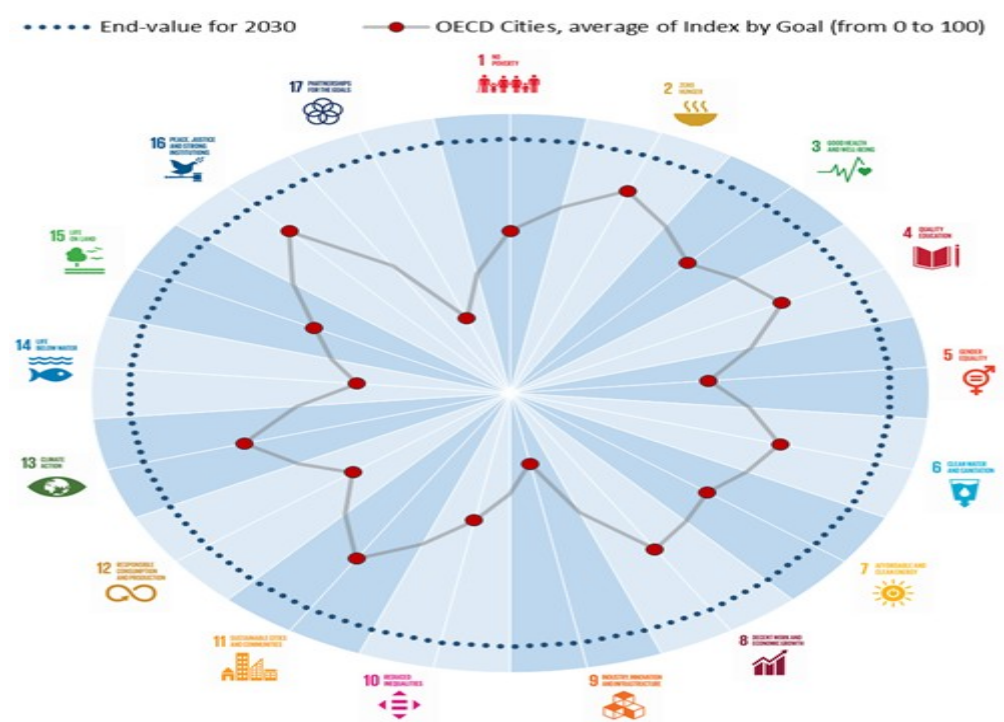 End-value for 2030
OECD Cities, average of Index by Goal (from 0 to 100)
1 NO
POVERTY
2 ZERO
HUNGER
3 GOOD HEALTH
AND WELL-BEING
4 QUALITY
EDUCATION
5 GENDER
EQUALITY
6 CLEAN WATER
AND SANITATION
7 AFFORDABLE AND
CLEAN ENERGY
8 DECENT WORK AND
ECONOMIC GROWTH
9 INDUSTRY, INNOVATION
AND INFRASTRUCTURE
10 REDUCED
INEQUALITIES
11 SUSTAINABLE CITIES
AND COMMUNITIES
12 RESPONSIBLE
CONSUMPTION
AND PRODUCTION
13 CLIMATE
ACTION
14 LIFE
BELOW WATER
15 LIFE
ON LAND
16 PEACE, JUSTICE
AND STRONG
INSTITUTIONS
17 PARTNERSHIPS
FOR THE GOALS